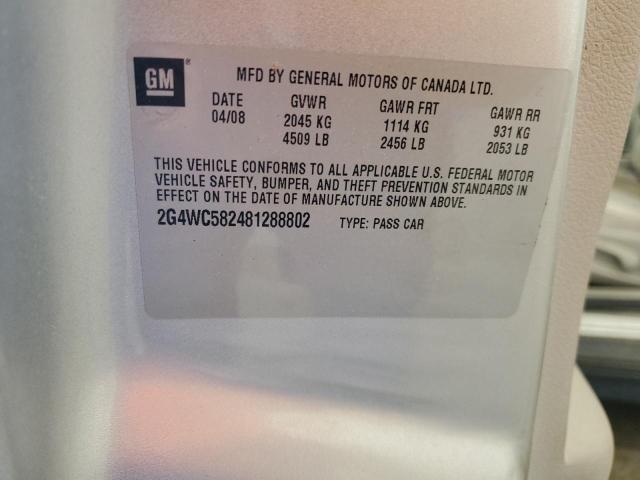 GM ®
MFD BY GENERAL MOTORS OF CANADA LTD.
DATE GVWR GAWR FRT GAWR RR
04/08 2045 KG 1114 KG 931 KG
4509 LB 2456 LB 2053 LB
THIS VEHICLE CONFORMS TO ALL APPLICABLE U.S. FEDERAL MOTOR
VEHICLE SAFETY, BUMPER, AND THEFT PREVENTION STANDARDS IN
EFFECT ON THE DATE OF MANUFACTURE SHOWN ABOVE.
2G4WC582481288802 TYPE: PASS CAR